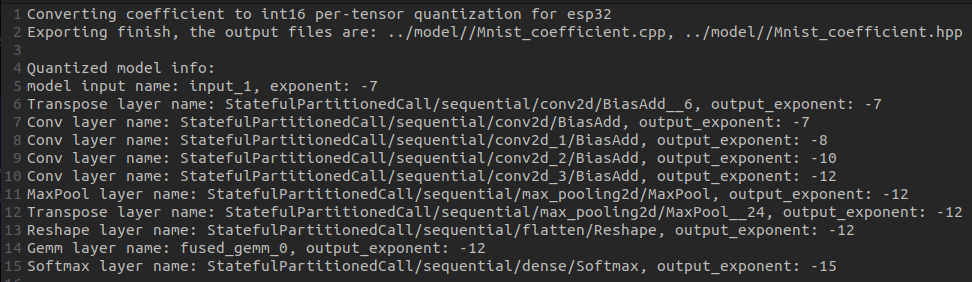 1 Converting coefficient to int16 per-tensor quantization for esp32
2 Exporting finish, the output files are: ../model//Mnist_coefficient.cpp, ../model//Mnist_coefficient.hpp
3
4 Quantized model info:
5 model input name: input_1, exponent: -7
6 Transpose layer name: StatefulPartitionedCall/sequential/conv2d/BiasAdd__6, output_exponent: -7
7 Conv layer name: StatefulPartitionedCall/sequential/conv2d/BiasAdd, output_exponent: -7
8 Conv layer name: StatefulPartitionedCall/sequential/conv2d_1/BiasAdd, output_exponent: -8
9 Conv layer name: StatefulPartitionedCall/sequential/conv2d_2/BiasAdd, output_exponent: -10
10 Conv layer name: StatefulPartitionedCall/sequential/conv2d_3/BiasAdd, output_exponent: -12
11 MaxPool layer name: StatefulPartitionedCall/sequential/max_pooling2d/MaxPool, output_exponent: -12
12 Transpose layer name: StatefulPartitionedCall/sequential/max_pooling2d/MaxPool__24, output_exponent: -12
13 Reshape layer name: StatefulPartitionedCall/sequential/flatten/Reshape, output_exponent: -12
14 Gemm layer name: fused_gemm_0, output_exponent: -12
15 Softmax layer name: StatefulPartitionedCall/sequential/dense/Softmax, output_exponent: -15